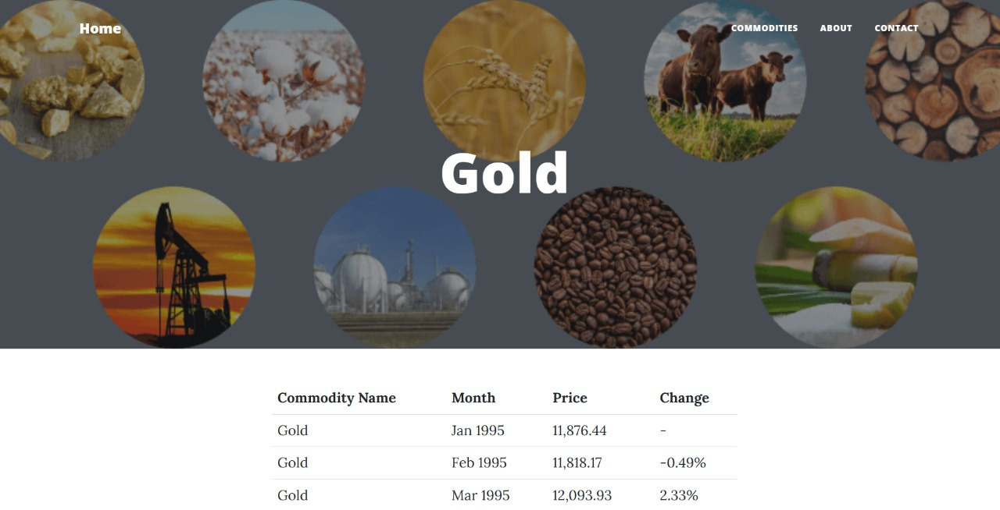 Home COMMODITIES ABOUT CONTACT
Gold
Commodity Name Month Price Change
Gold Jan 1995 11,876.44 -
Gold Feb 1995 11,818.17 -0.49%
Gold Mar 1995 12,093.93 2.33%